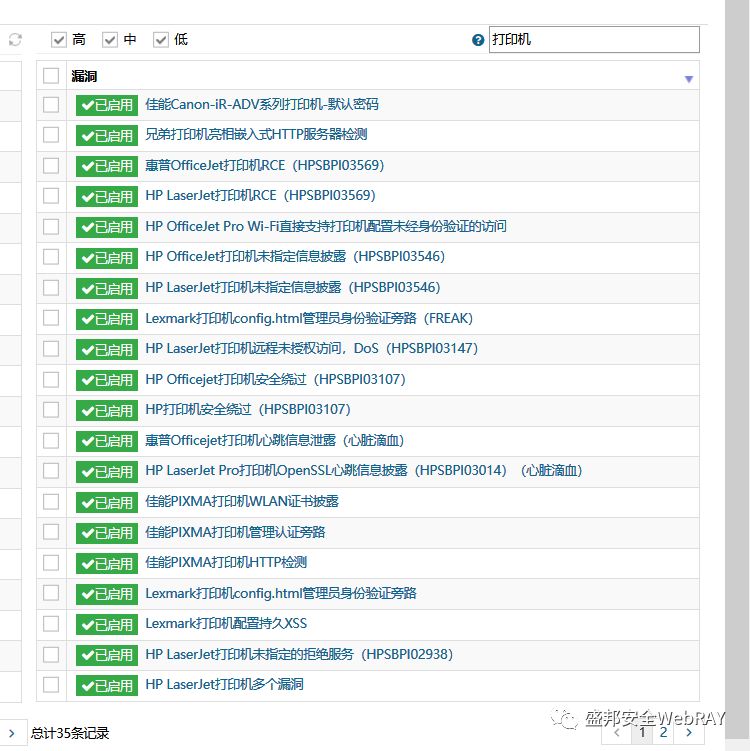 高 中 低 打印机
漏洞
已启用 佳能Canon-iR-ADV系列打印机-默认密码
已启用 兄弟打印机亮相嵌入式HTTP服务器检测
已启用 惠普OfficeJet打印机RCE（HPSBPI03569）
已启用 HP LaserJet打印机RCE（HPSBPI03569）
已启用 HP OfficeJet Pro Wi-Fi直接支持打印机配置未经身份验证的访问
已启用 HP OfficeJet打印机未指定信息披露（HPSBPI03546）
已启用 HP LaserJet打印机未指定信息披露（HPSBPI03546）
已启用 Lexmark打印机config.html管理员身份验证旁路（FREAK）
已启用 HP LaserJet打印机远程未授权访问，DoS（HPSBPI03147）
已启用 HP Officejet打印机安全绕过（HPSBPI03107）
已启用 HP打印机安全绕过（HPSBPI03107）
已启用 惠普Officejet打印机心跳信息泄露（心脏滴血）
已启用 HP LaserJet Pro打印机OpenSSL心跳信息披露（HPSBPI03014）（心脏滴血）
已启用 佳能PIXMA打印机WLAN证书披露
已启用 佳能PIXMA打印机管理认证旁路
已启用 佳能PIXMA打印机HTTP检测
已启用 Lexmark打印机config.html管理员身份验证旁路
已启用 Lexmark打印机配置持久XSS
已启用 HP LaserJet打印机未指定的拒绝服务（HPSBPI02938）
已启用 HP LaserJet打印机多个漏洞
盛邦安全WebRAY
总计35条记录 1 2